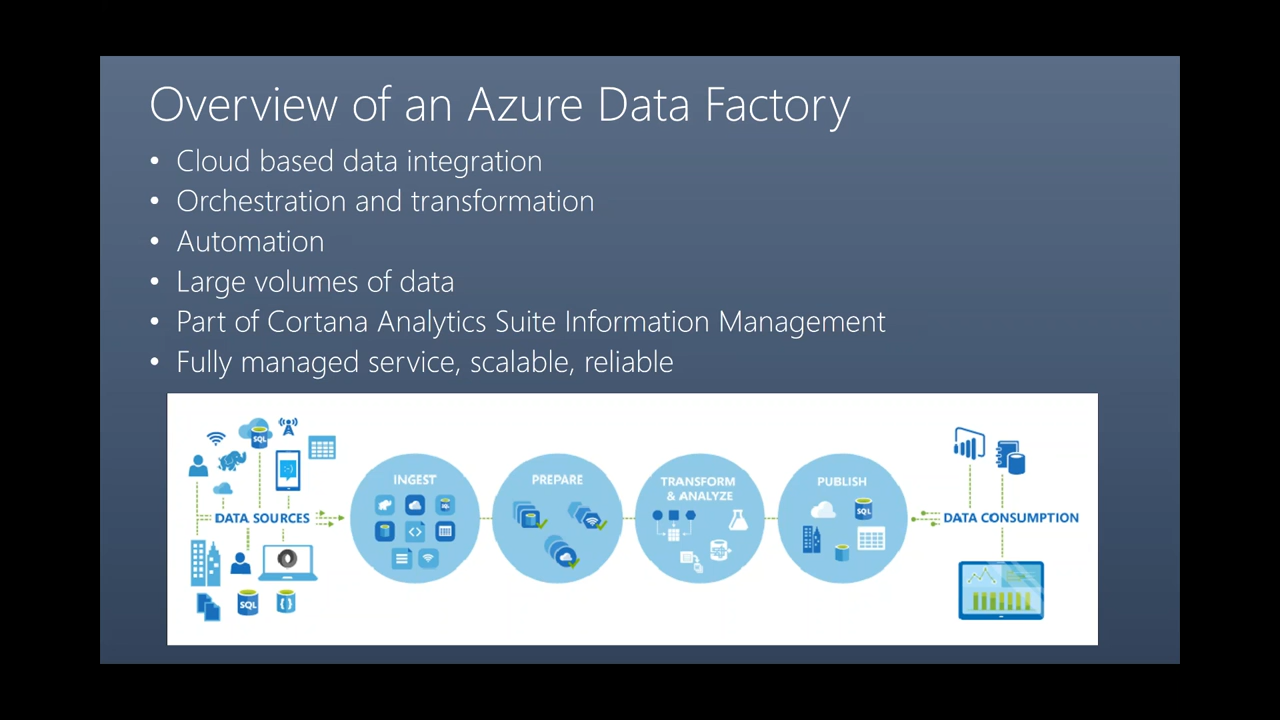 Overview of an Azure Data Factory
• Cloud based data integration
• Orchestration and transformation
• Automation
• Large volumes of data
• Part of Cortana Analytics Suite Information Management
• Fully managed service, scalable, reliable
SQL
DATA SOURCES
SQL
INGEST
PREPARE
TRANSFORM
& ANALYZE
PUBLISH
SQL
DATA CONSUMPTION